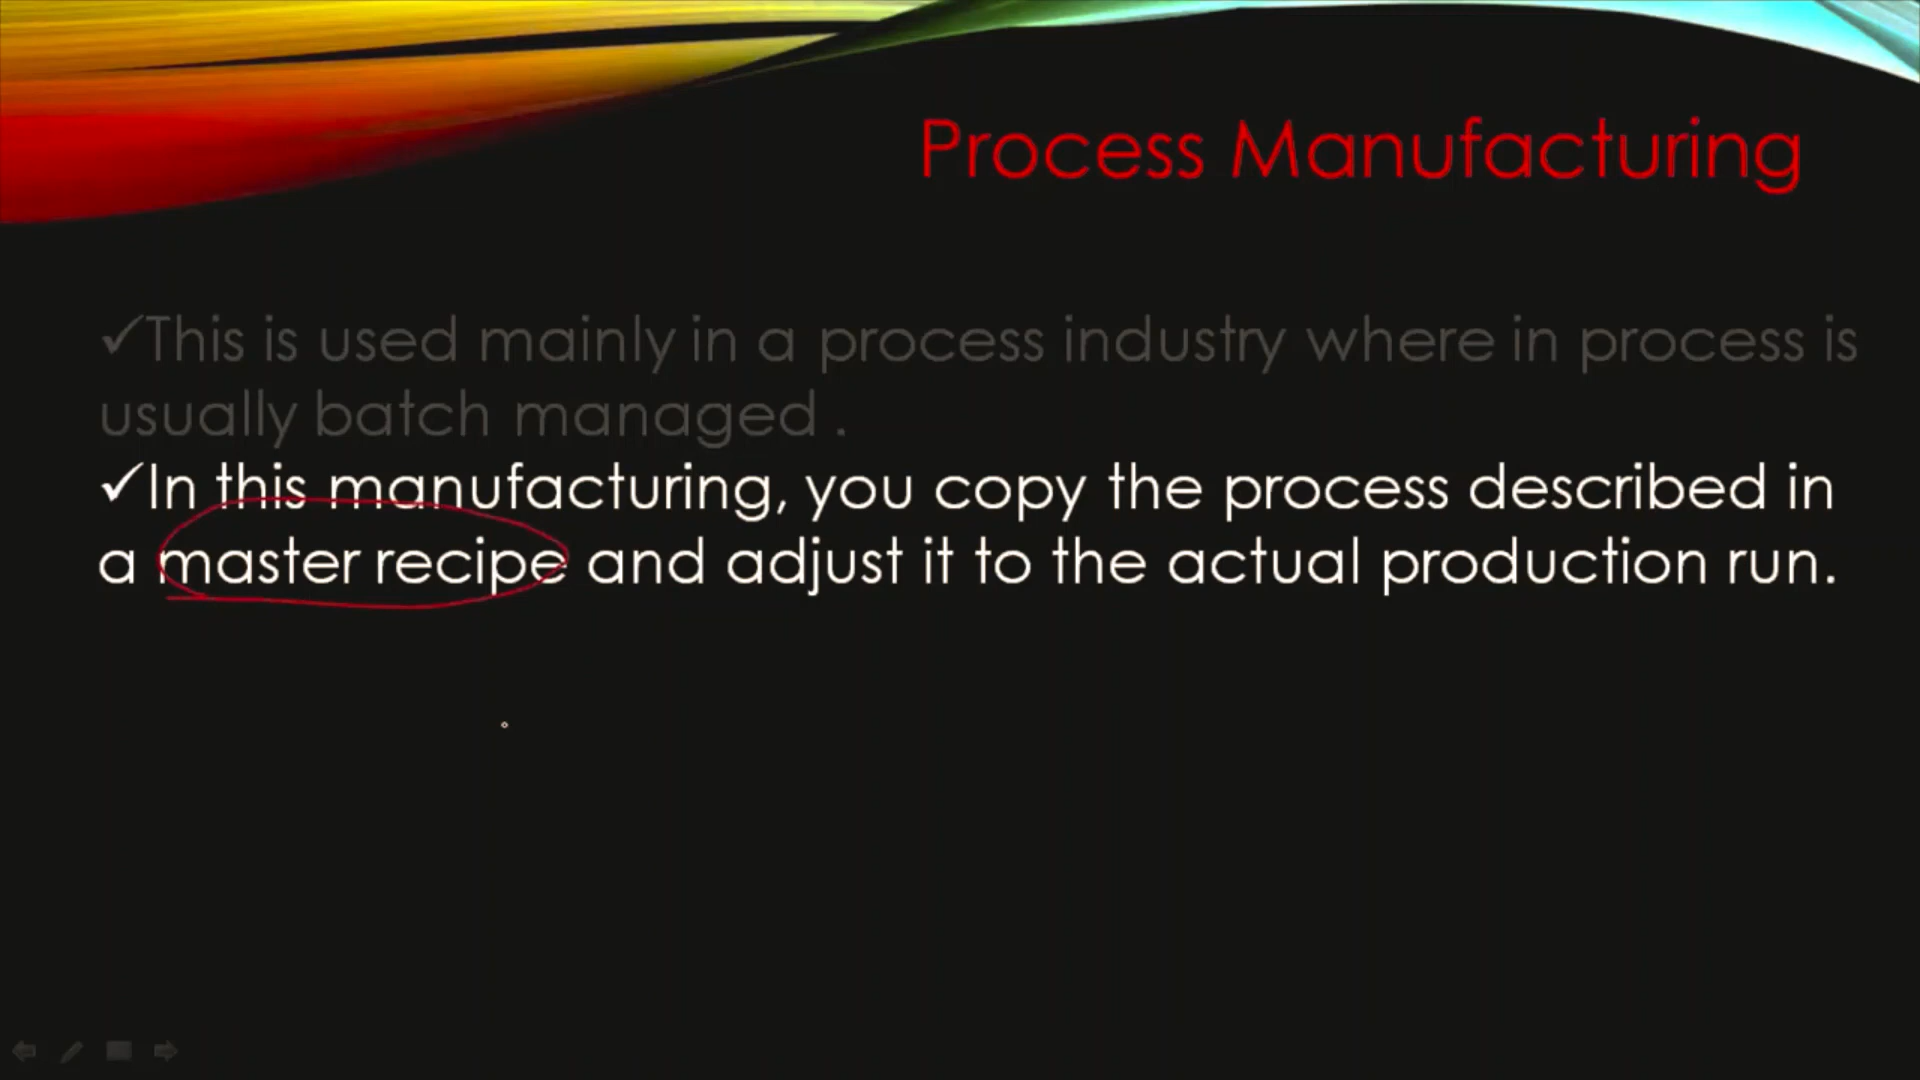 Process Manufacturing
✓This is used mainly in a process industry where in process is
usually batch managed .
✓In this manufacturing, you copy the process described in
a master recipe and adjust it to the actual production run.